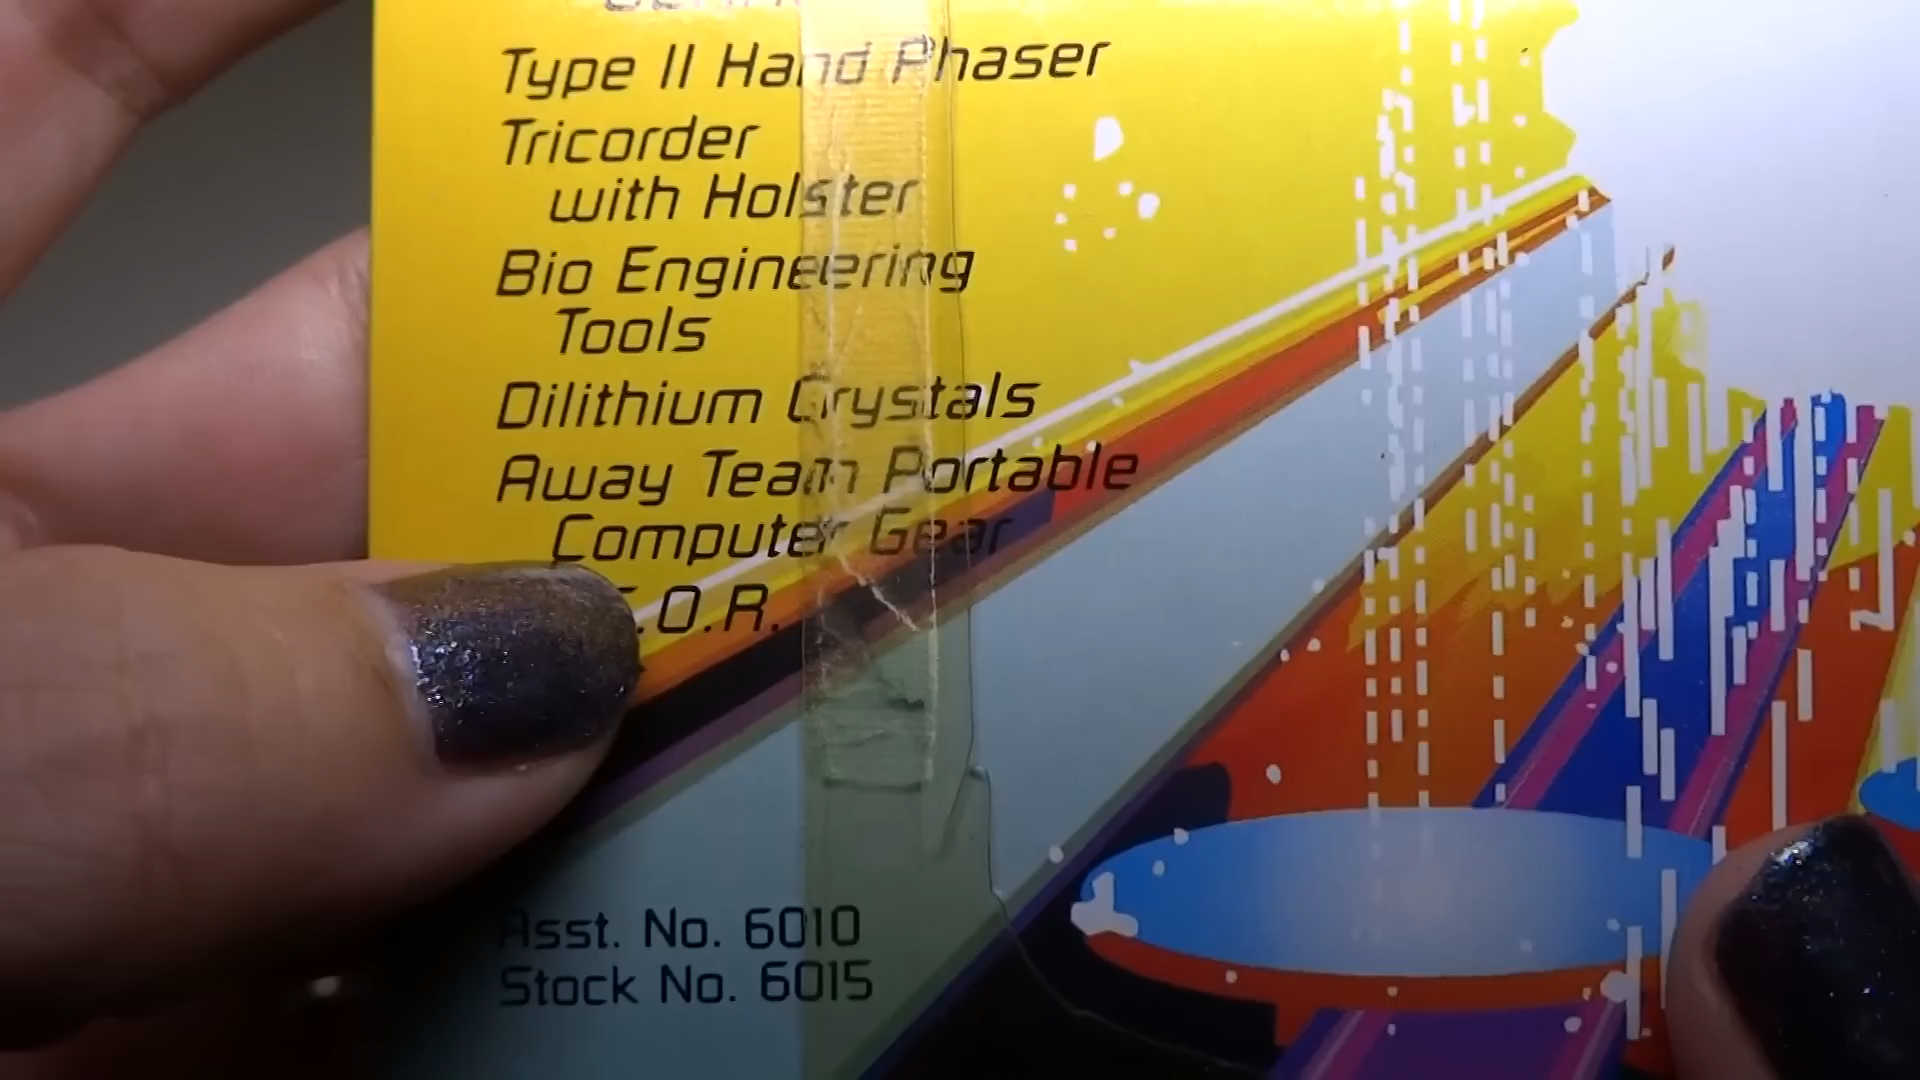 Type II Hand Phaser
Tricorder
with Holster
Bio Engineering
Tools
Dilithium Crystals
Away Team Portable
Computer Gear
.O.R.
Asst. No. 6010
Stock No. 6015